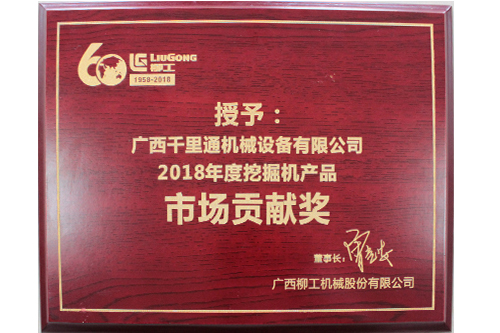 60 LG LIUGONG
柳工
1958-2018
授予：
广西千里通机械设备有限公司
2018年度挖掘机产品
市场贡献奖
董事长：
广西柳工机械股份有限公司